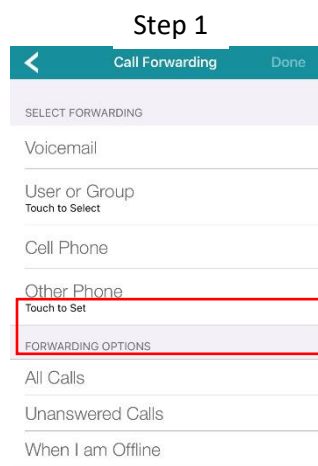 Step 1
Call Forwarding Done
SELECT FORWARDING
Voicemail
User or Group
Touch to Select
Cell Phone
Other Phone
Touch to Set
FORWARDING OPTIONS
All Calls
Unanswered Calls
When I am Offline